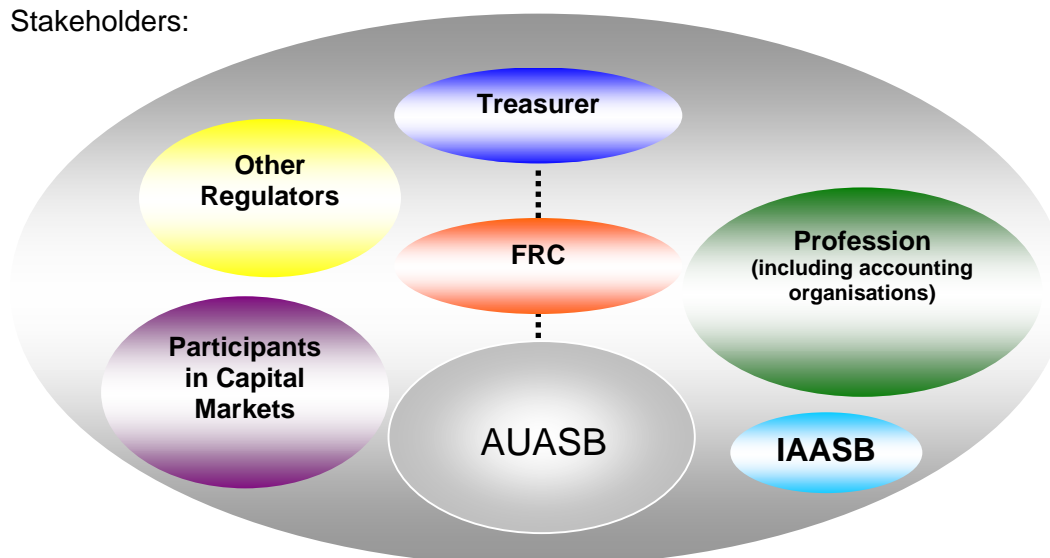 Stakeholders:
Treasurer
Other
Regulators
FRC
Profession
(including accounting
organisations)
Participants
in Capital
Markets
AUASB
IAASB